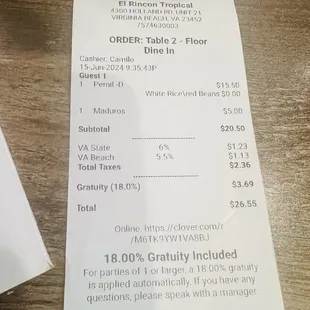 El Rincon Tropical
4300 HOLLAND RD, UNIT 21
VIRGINIA BEACH, VA 23452
7574630003
ORDER: Table 2 - Floor
Dine In
Cashier: Camilo
15-Jun-2024 9:35:43P
Guest 1
1 Pernil -D $15.50
White Rice\red Beans $0.00
1 Maduros $5.00
Subtotal $20.50
VA State 6% $1.23
VA Beach 5.5% $1.13
Total Taxes $2.36
Gratuity (18.0%) $3.69
Total $26.55
Online: https://clover.com/r
/M6TK9YW1VA8BJ
18.00% Gratuity Included
For parties of 1 or larger, a 18.00% gratuity
is applied automatically. If you have any
questions, please speak with a manager